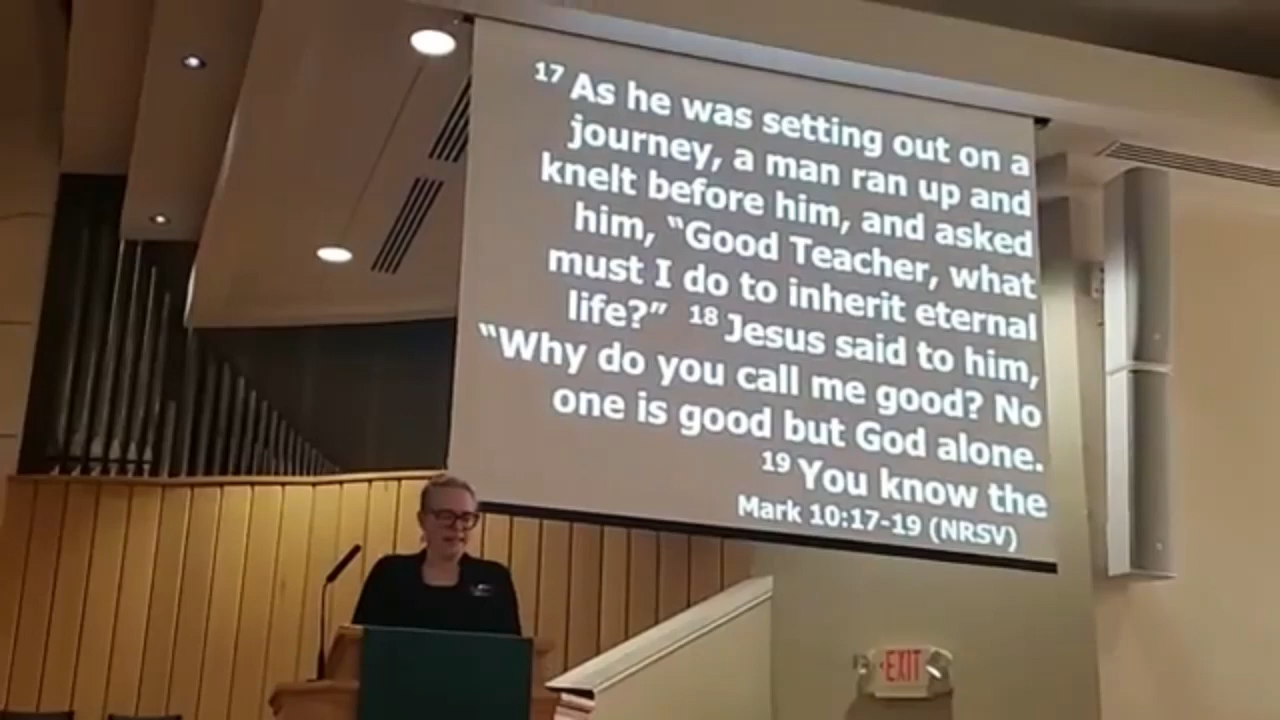 17 As he was setting out on a
journey, a man ran up and
knelt before him, and asked
him, “Good Teacher, what
must I do to inherit eternal
life?” 18 Jesus said to him,
“Why do you call me good? No
one is good but God alone.
19 You know the
Mark 10:17-19 (NRSV)
EXIT